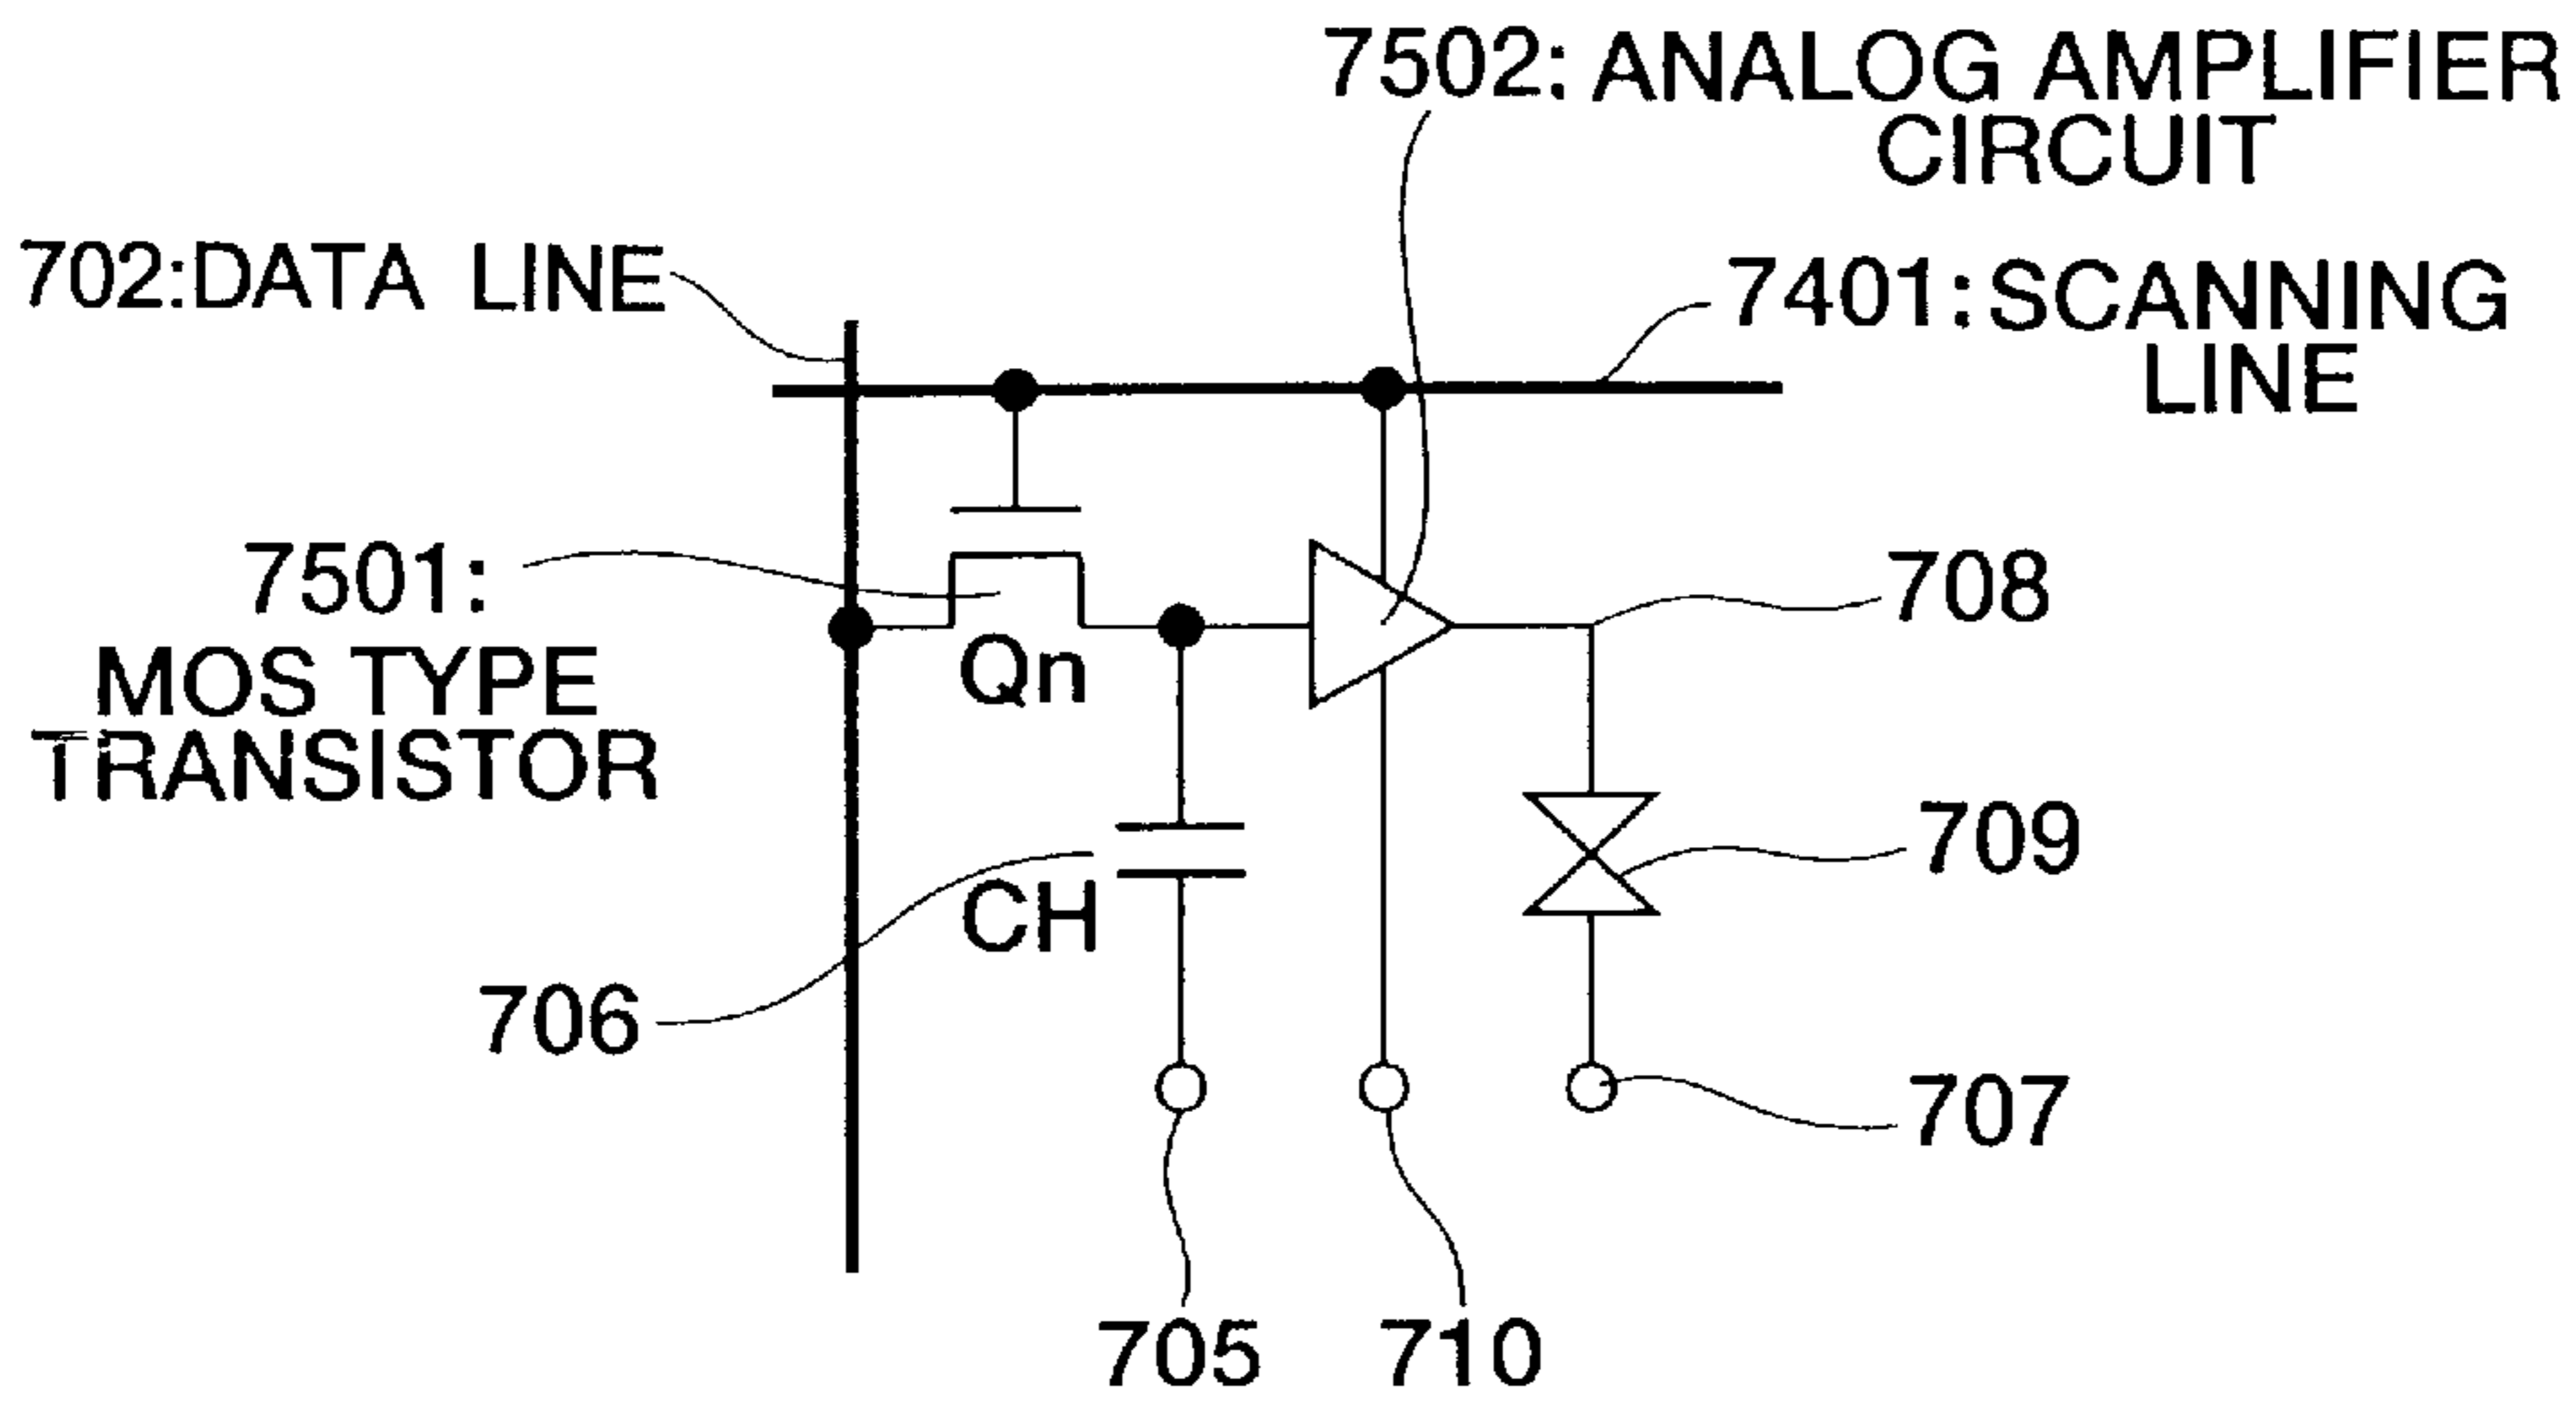 7502: ANALOG AMPLIFIER
CIRCUIT
702:DATA LINE
7401: SCANNING
LINE
7501:
MOS TYPE
TRANSISTOR
Qn
708
709
CH
706
707
705
710